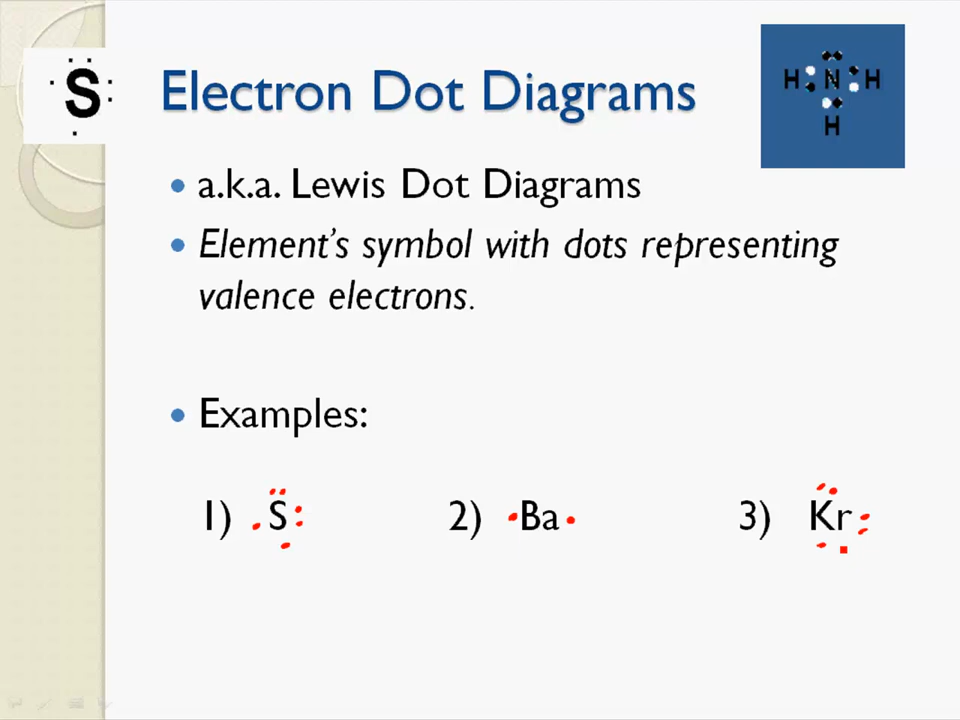 S
Electron Dot Diagrams
H N H
H
a.k.a. Lewis Dot Diagrams
Element's symbol with dots representing
valence electrons.
Examples:
1) S 2) Ba 3) Kr